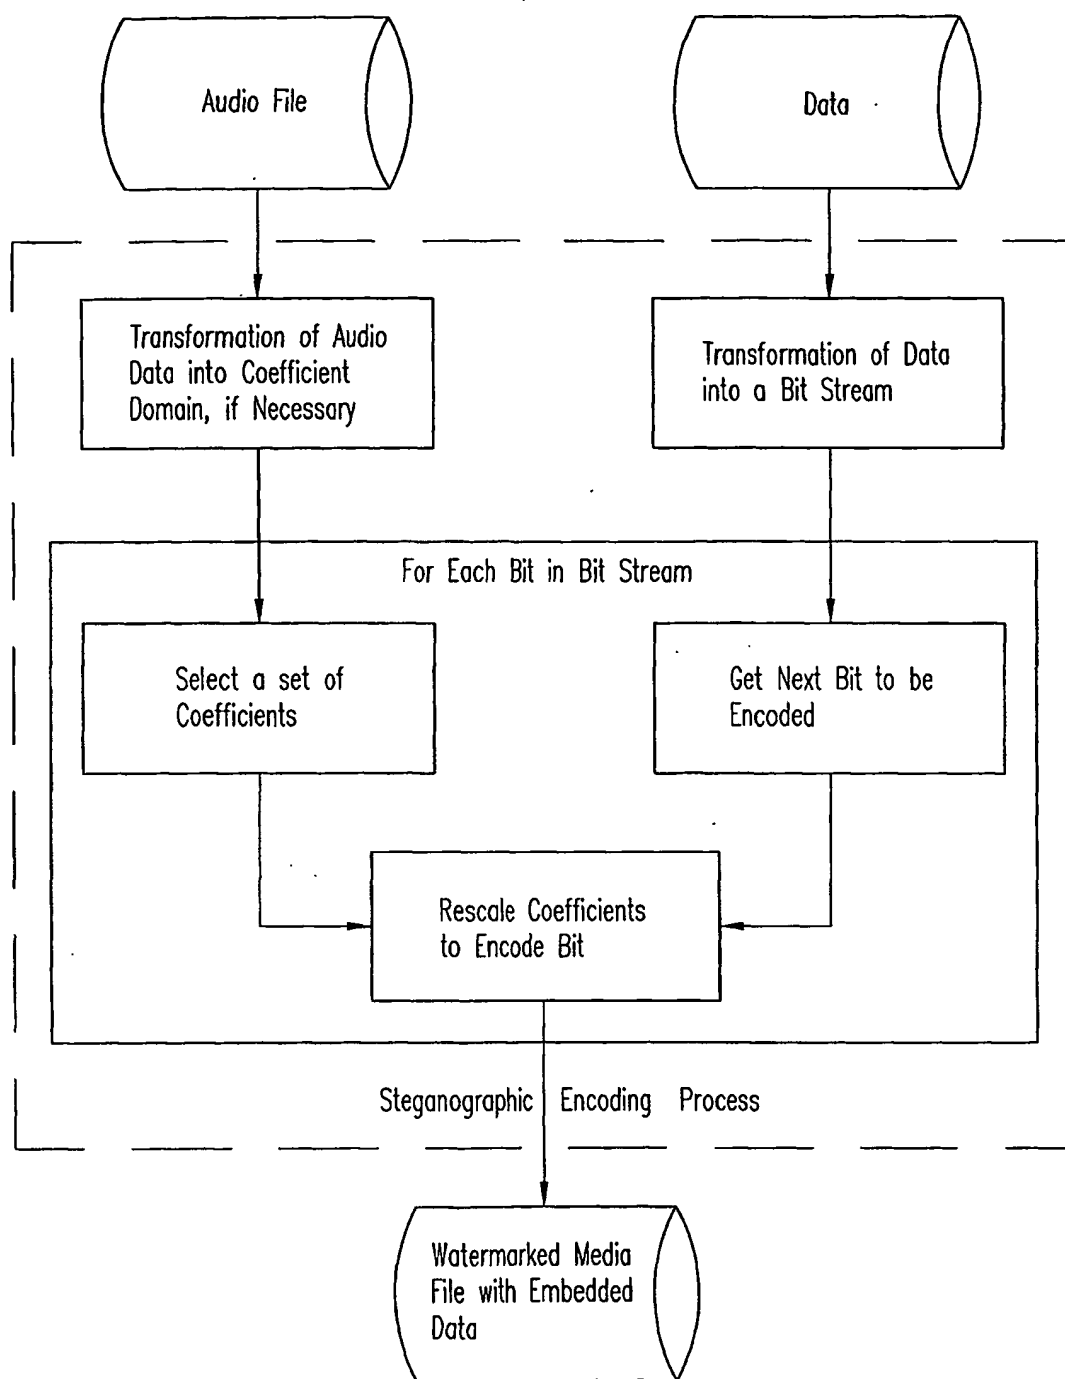 Audio File
Data
Transformation of Audio
Data into Coefficient
Domain, if Necessary
Transformation of Data
into a Bit Stream
For Each Bit in Bit Stream
Select a set of
Coefficients
Get Next Bit to be
Encoded
Rescale Coefficients
to Encode Bit
Steganographic Encoding Process
Watermarked Media
File with Embedded
Data